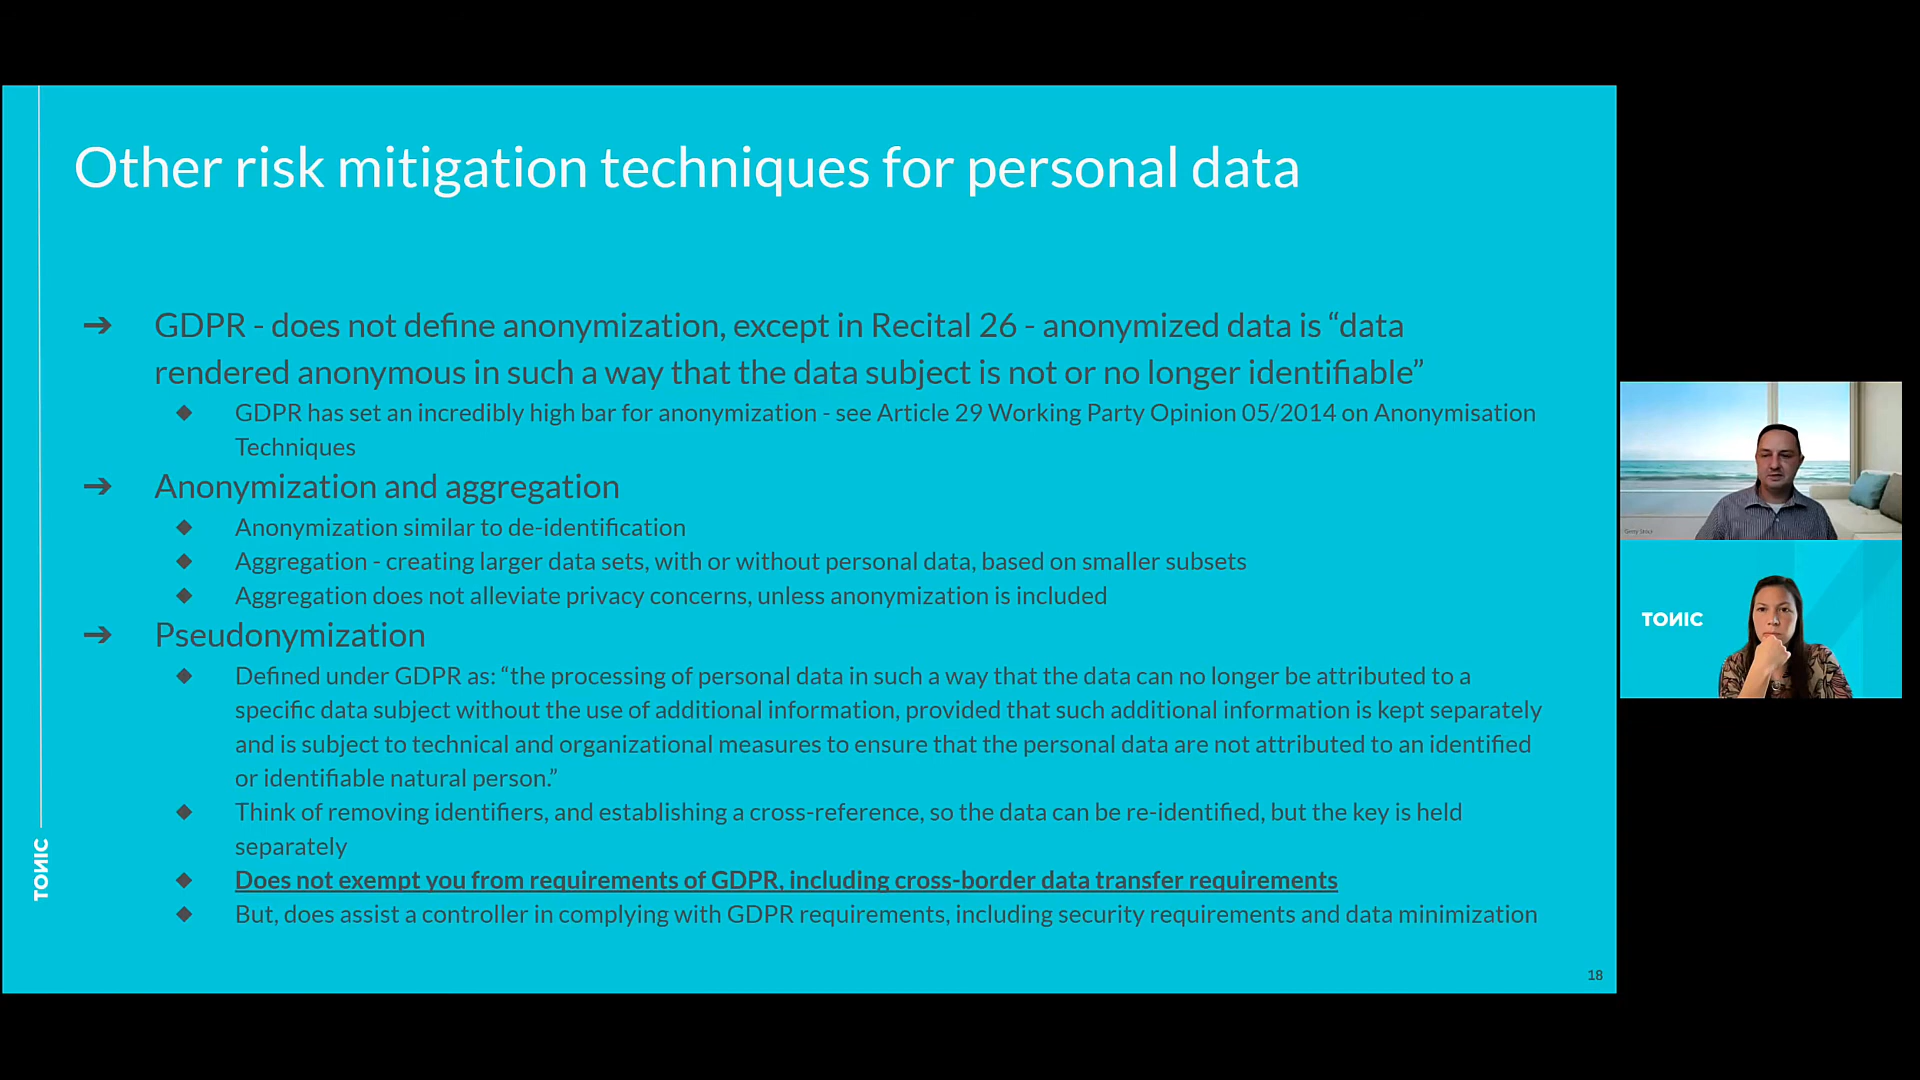 Other risk mitigation techniques for personal data
➔ GDPR - does not define anonymization, except in Recital 26 - anonymized data is “data
rendered anonymous in such a way that the data subject is not or no longer identifiable”
◆ GDPR has set an incredibly high bar for anonymization - see Article 29 Working Party Opinion 05/2014 on Anonymisation
Techniques
➔ Anonymization and aggregation
◆ Anonymization similar to de-identification
◆ Aggregation - creating larger data sets, with or without personal data, based on smaller subsets
◆ Aggregation does not alleviate privacy concerns, unless anonymization is included
➔ Pseudonymization
◆ Defined under GDPR as: “the processing of personal data in such a way that the data can no longer be attributed to a
specific data subject without the use of additional information, provided that such additional information is kept separately
and is subject to technical and organizational measures to ensure that the personal data are not attributed to an identified
or identifiable natural person.”
◆ Think of removing identifiers, and establishing a cross-reference, so the data can be re-identified, but the key is held
separately
◆ Does not exempt you from requirements of GDPR, including cross-border data transfer requirements
◆ But, does assist a controller in complying with GDPR requirements, including security requirements and data minimization
18
TONIC
TONIC